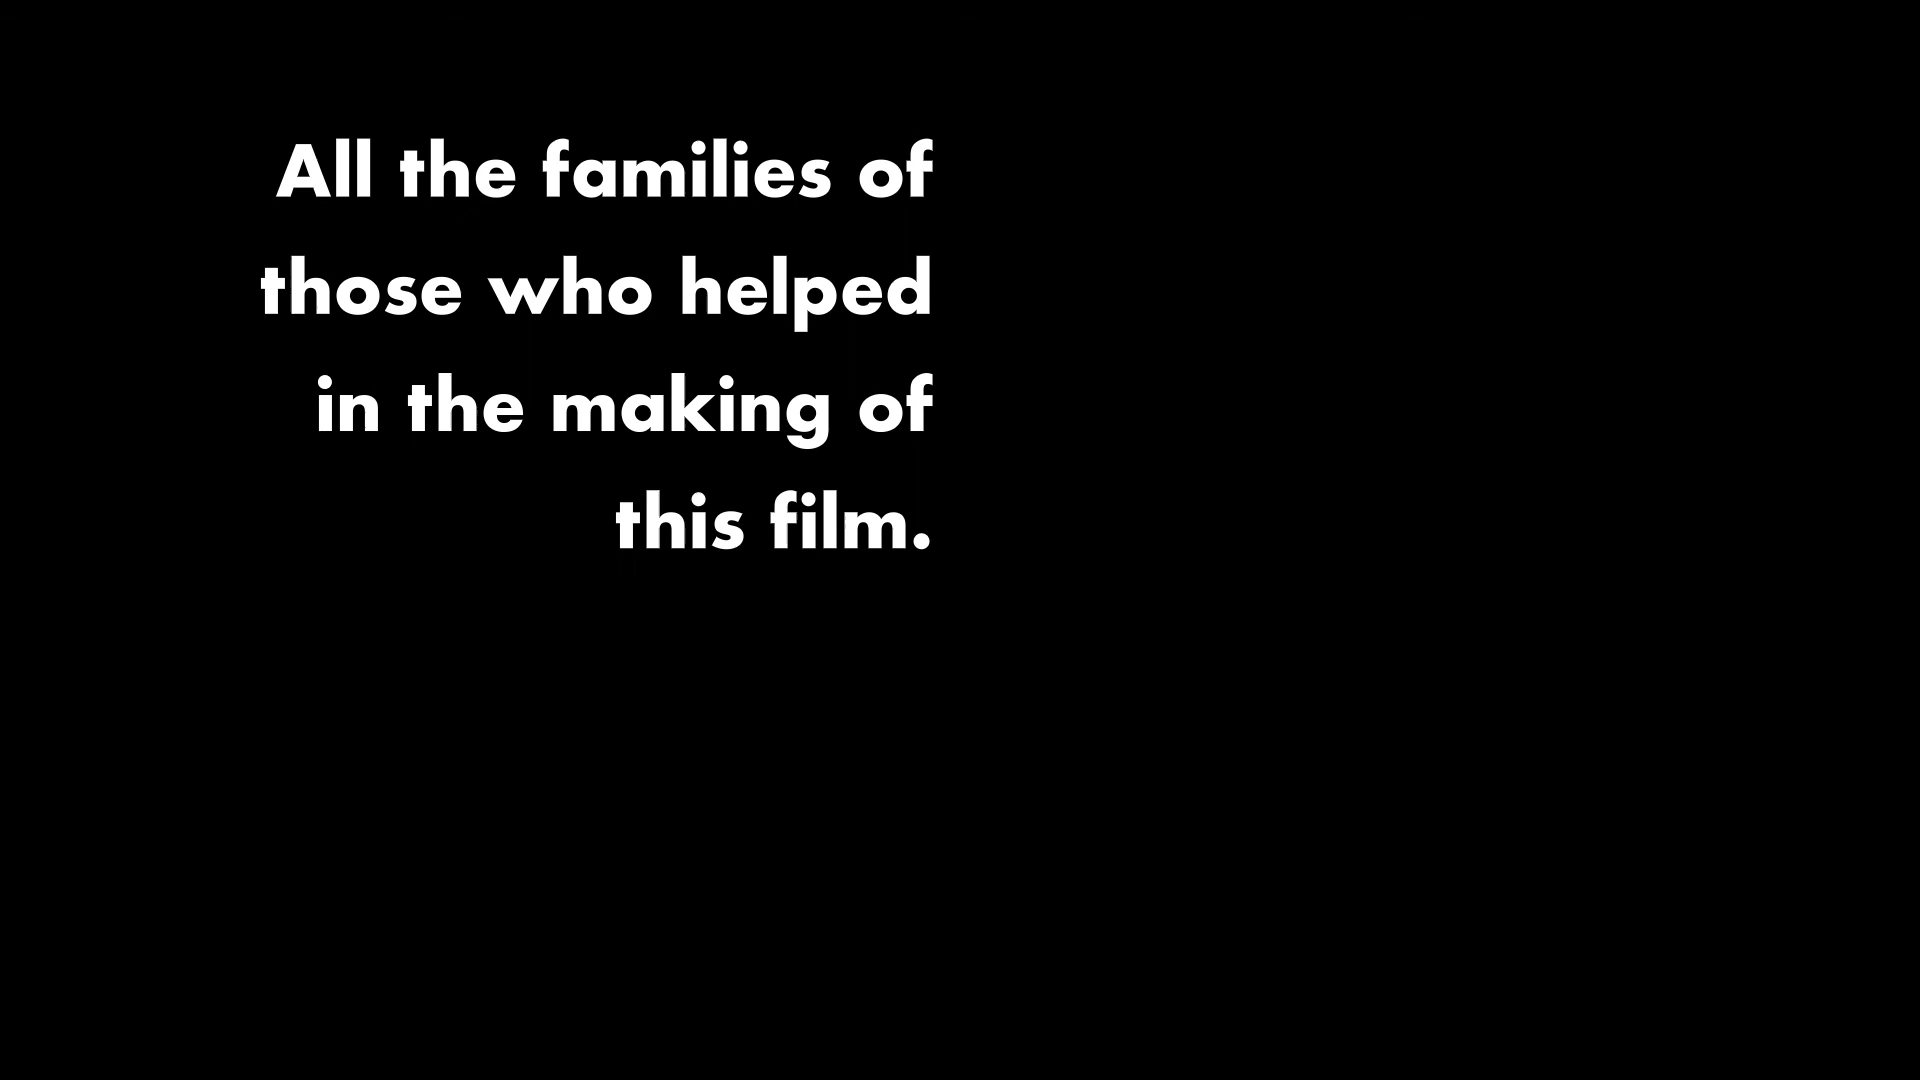 All the families of
those who helped
in the making of
this film.